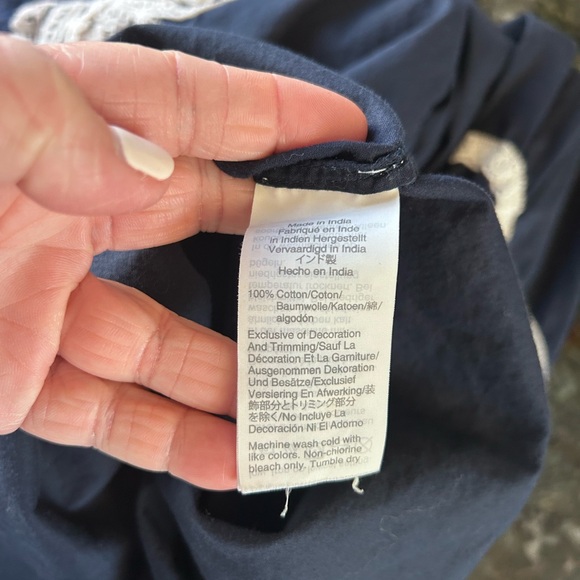 Made in India
Fabriqué en Inde
in Indien Hergestellt
Vervaardigd in India
インド製
Hecho en India
100% Cotton/Coton/
Baumwolle/Katoen/綿/
algodón
Exclusive of Decoration
And Trimming/Sauf La
Décoration Et La Garniture/
Ausgenommen Dekoration
Und Besätze/Exclusief
Versiering En Afwerking/装
飾部分とトリミング部分
を除く/No Incluye La
Decoración Ni El Adorno
Machine wash cold with
like colors. Non-chlorine
bleach only. Tumble dry